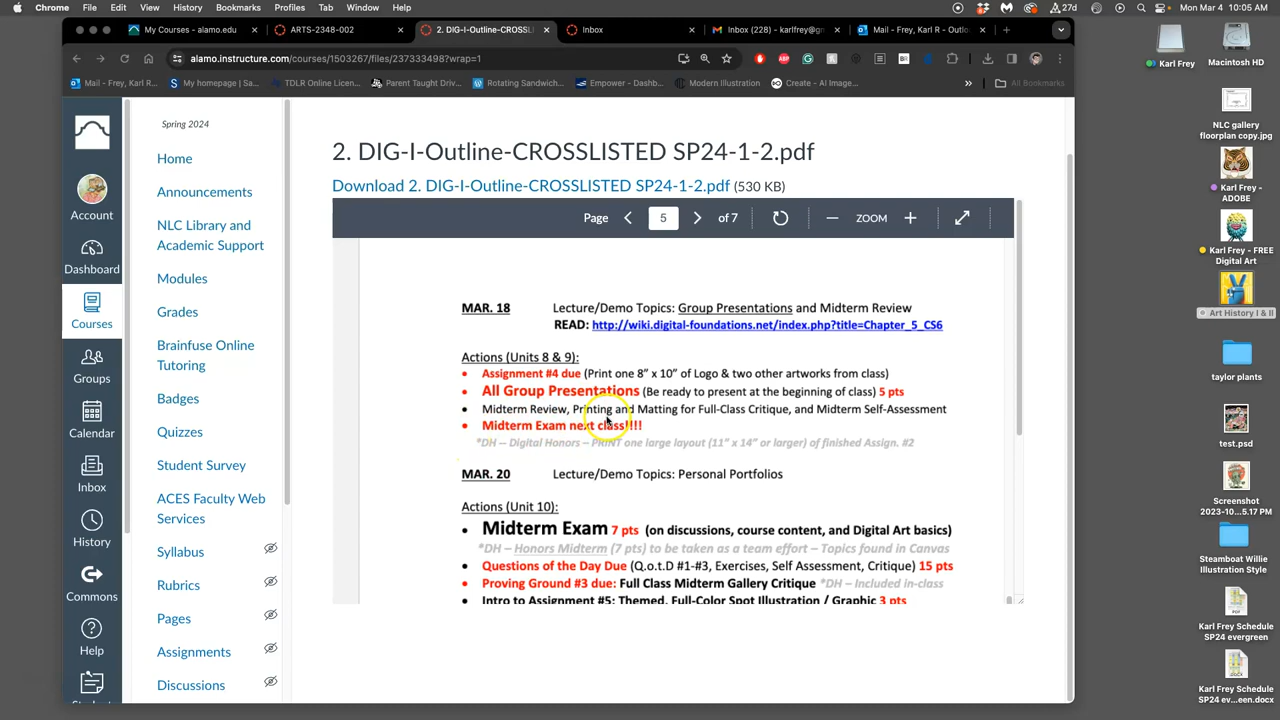 Chrome File Edit View History Bookmarks Profiles Tab Window Help 27d Mon Mar 4 10:05 AM
My Courses - alamo.edu ARTS-2348-002 2. DIG-I-Outline-CROSSLISTED Inbox Inbox (228) - karlfrey@gm Mail - Frey, Karl R - Outlo
alamo.instructure.com/courses/1503267/files/237333498?wrap=1
Mail - Frey, Karl R... My homepage | Sa... TDLR Online Licen... Parent Taught Drive... Rotating Sandwich... Empower - Dashb... Modern Illustration Create - AI Image... » All Bookmarks
Account
Dashboard
Courses
Groups
Calendar
Inbox
History
Commons
Help
Spring 2024
Home
Announcements
NLC Library and
Academic Support
Modules
Grades
Brainfuse Online
Tutoring
Badges
Quizzes
Student Survey
ACES Faculty Web
Services
Syllabus
Rubrics
Pages
Assignments
Discussions
2. DIG-I-Outline-CROSSLISTED SP24-1-2.pdf
Download 2. DIG-I-Outline-CROSSLISTED SP24-1-2.pdf (530 KB)
Page 5 of 7 ZOOM
MAR. 18 Lecture/Demo Topics: Group Presentations and Midterm Review
READ: http://wiki.digital-foundations.net/index.php?title=Chapter_5_CS6
Actions (Units 8 & 9):
• Assignment #4 due (Print one 8” x 10” of Logo & two other artworks from class)
• All Group Presentations (Be ready to present at the beginning of class) 5 pts
• Midterm Review, Printing and Matting for Full-Class Critique, and Midterm Self-Assessment
• Midterm Exam next class!!!!
*DH – Digital Honors – PRINT one large layout (11” x 14” or larger) of finished Assign. #2
MAR. 20 Lecture/Demo Topics: Personal Portfolios
Actions (Unit 10):
• Midterm Exam 7 pts (on discussions, course content, and Digital Art basics)
*DH – Honors Midterm (7 pts) to be taken as a team effort – Topics found in Canvas
• Questions of the Day Due (Q.o.t.D #1-#3, Exercises, Self Assessment, Critique) 15 pts
• Proving Ground #3 due: Full Class Midterm Gallery Critique *DH – Included in-class
• Intro to Assignment #5: Themed, Full-Color Spot Illustration / Graphic 3 pts
Karl Frey
Macintosh HD
NLC gallery
floorplan copy.jpg
Karl Frey -
ADOBE
Karl Frey - FREE
Digital Art
Art History I & II
taylor plants
test.psd
Screenshot
2023-10...5.17 PM
Steamboat Willie
Illustration Style
Karl Frey Schedule
SP24 evergreen
Karl Frey Schedule
SP24 ev...een.docx